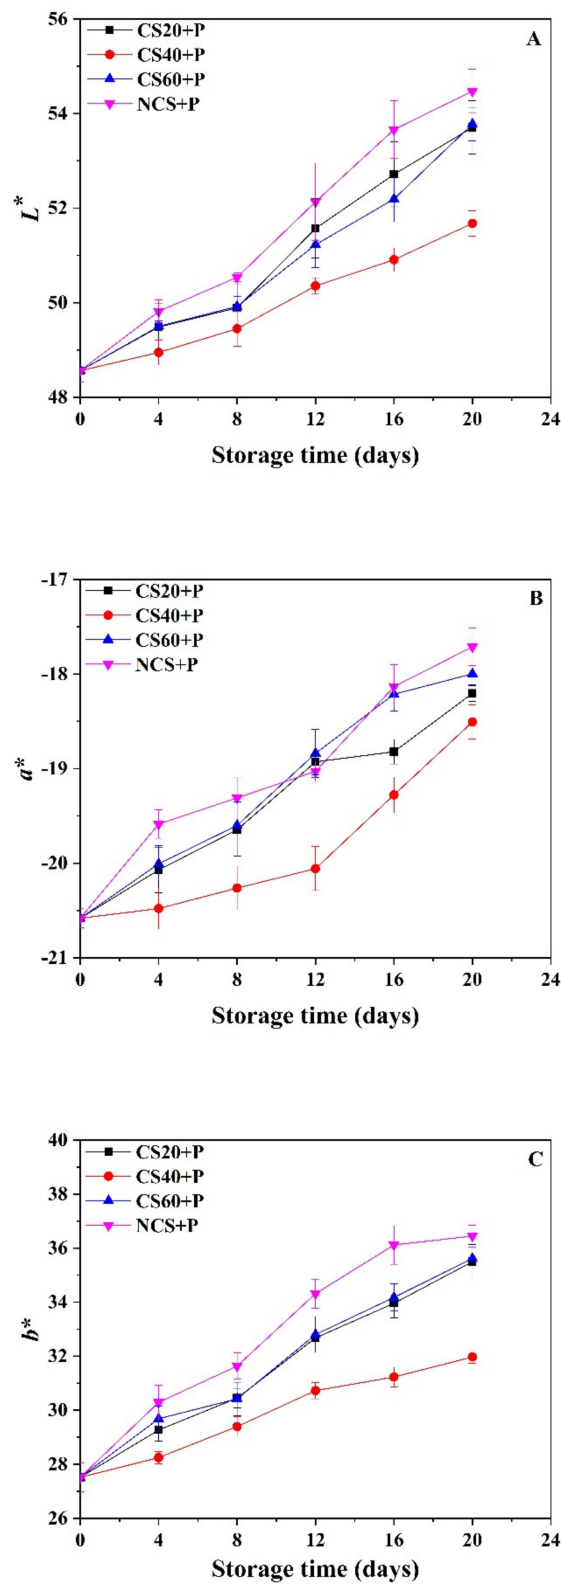 56
CS20+P
A
CS40+P
CS60+P
54
NCS+P
52
L*
50
48
0 4 8 12 16 20 24
Storage time (days)
-17
CS20+P
B
CS40+P
CS60+P
-18
NCS+P
-19
a*
-20
-21
0 4 8 12 16 20 24
Storage time (days)
40
CS20+P
C
CS40+P
38
CS60+P
NCS+P
36
34
b*
32
30
28
26
0 4 8 12 16 20 24
Storage time (days)